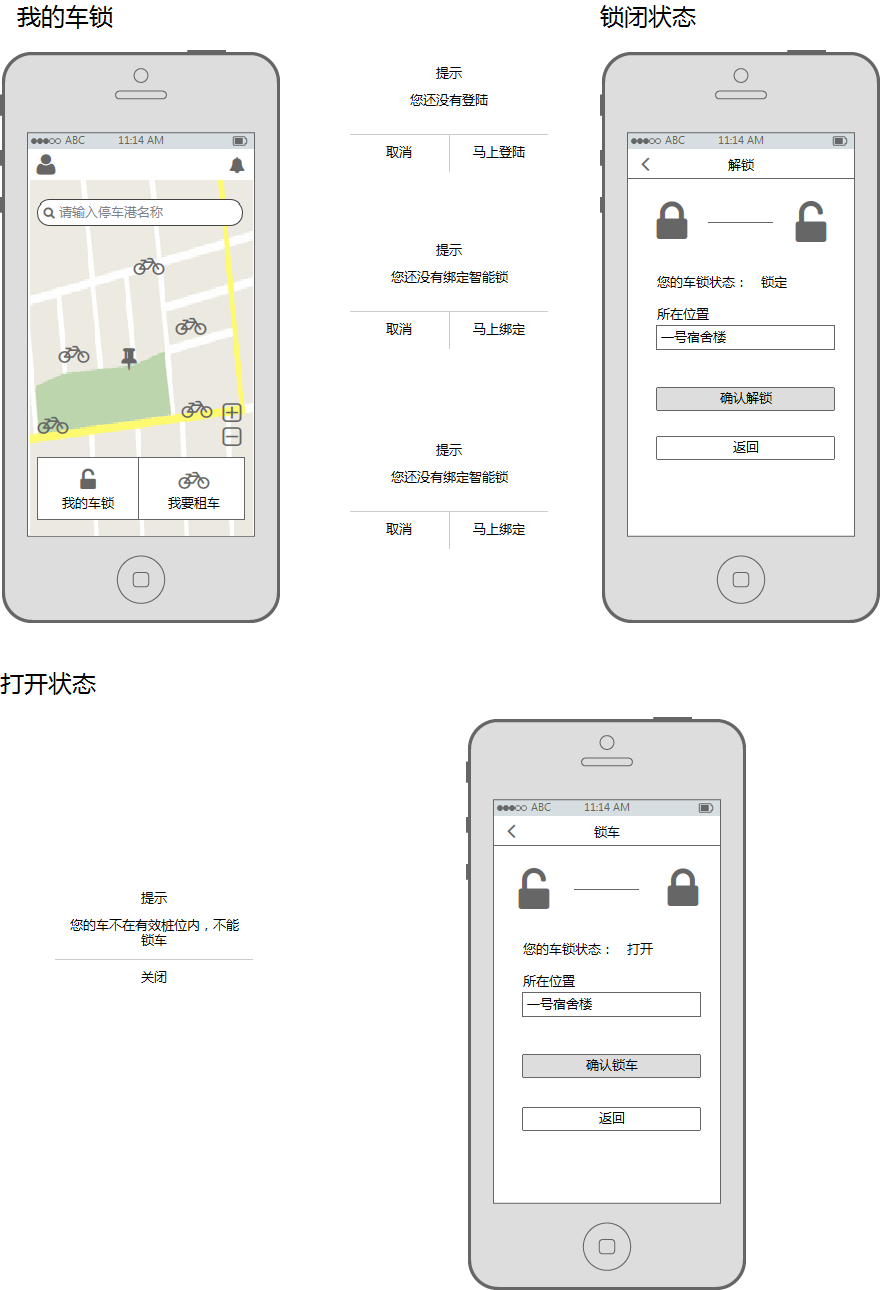 我的车锁
锁闭状态
ABC 11:14 AM
请输入停车港名称
我的车锁 我要租车
提示
您还没有登陆
取消 马上登陆
提示
您还没有绑定智能锁
取消 马上绑定
提示
您还没有绑定智能锁
取消 马上绑定
ABC 11:14 AM
解锁
您的车锁状态： 锁定
所在位置
一号宿舍楼
确认解锁
返回
打开状态
提示
您的车不在有效桩位内，不能
锁车
关闭
ABC 11:14 AM
锁车
您的车锁状态： 打开
所在位置
一号宿舍楼
确认锁车
返回